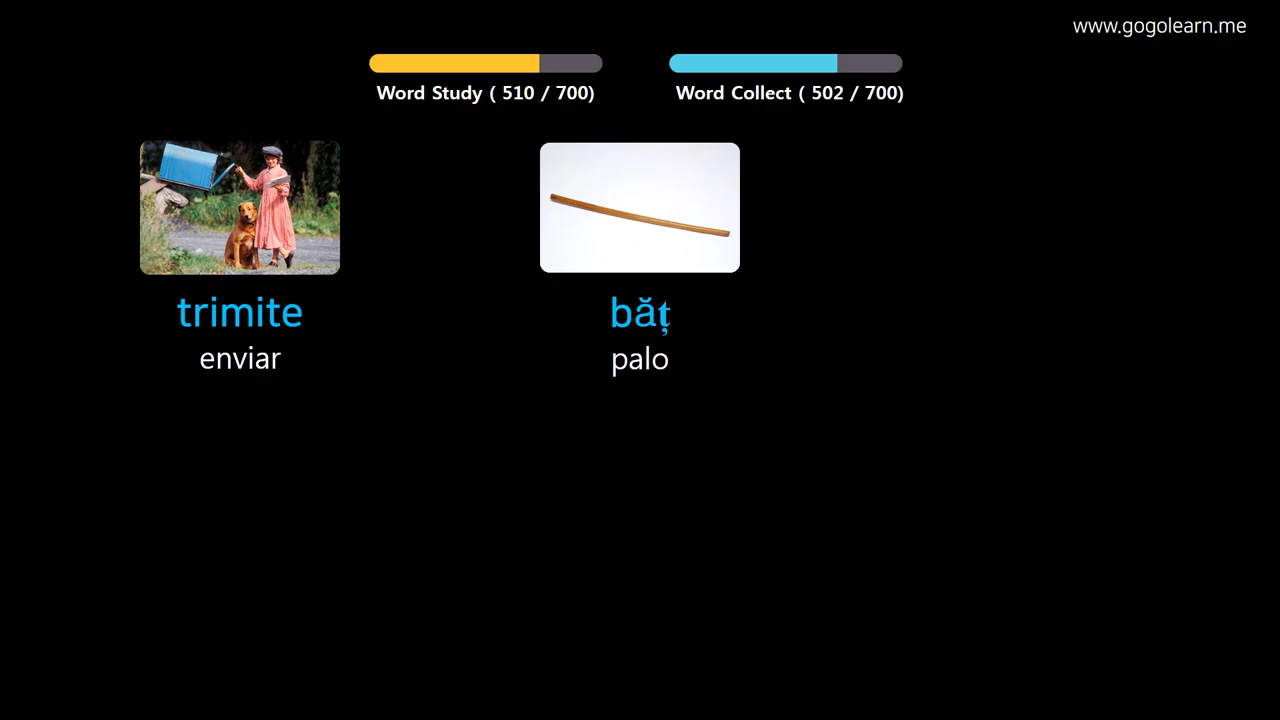 www.gogolearn.me
Word Study ( 510 / 700)
Word Collect ( 502 / 700)
trimite
enviar
băț
palo